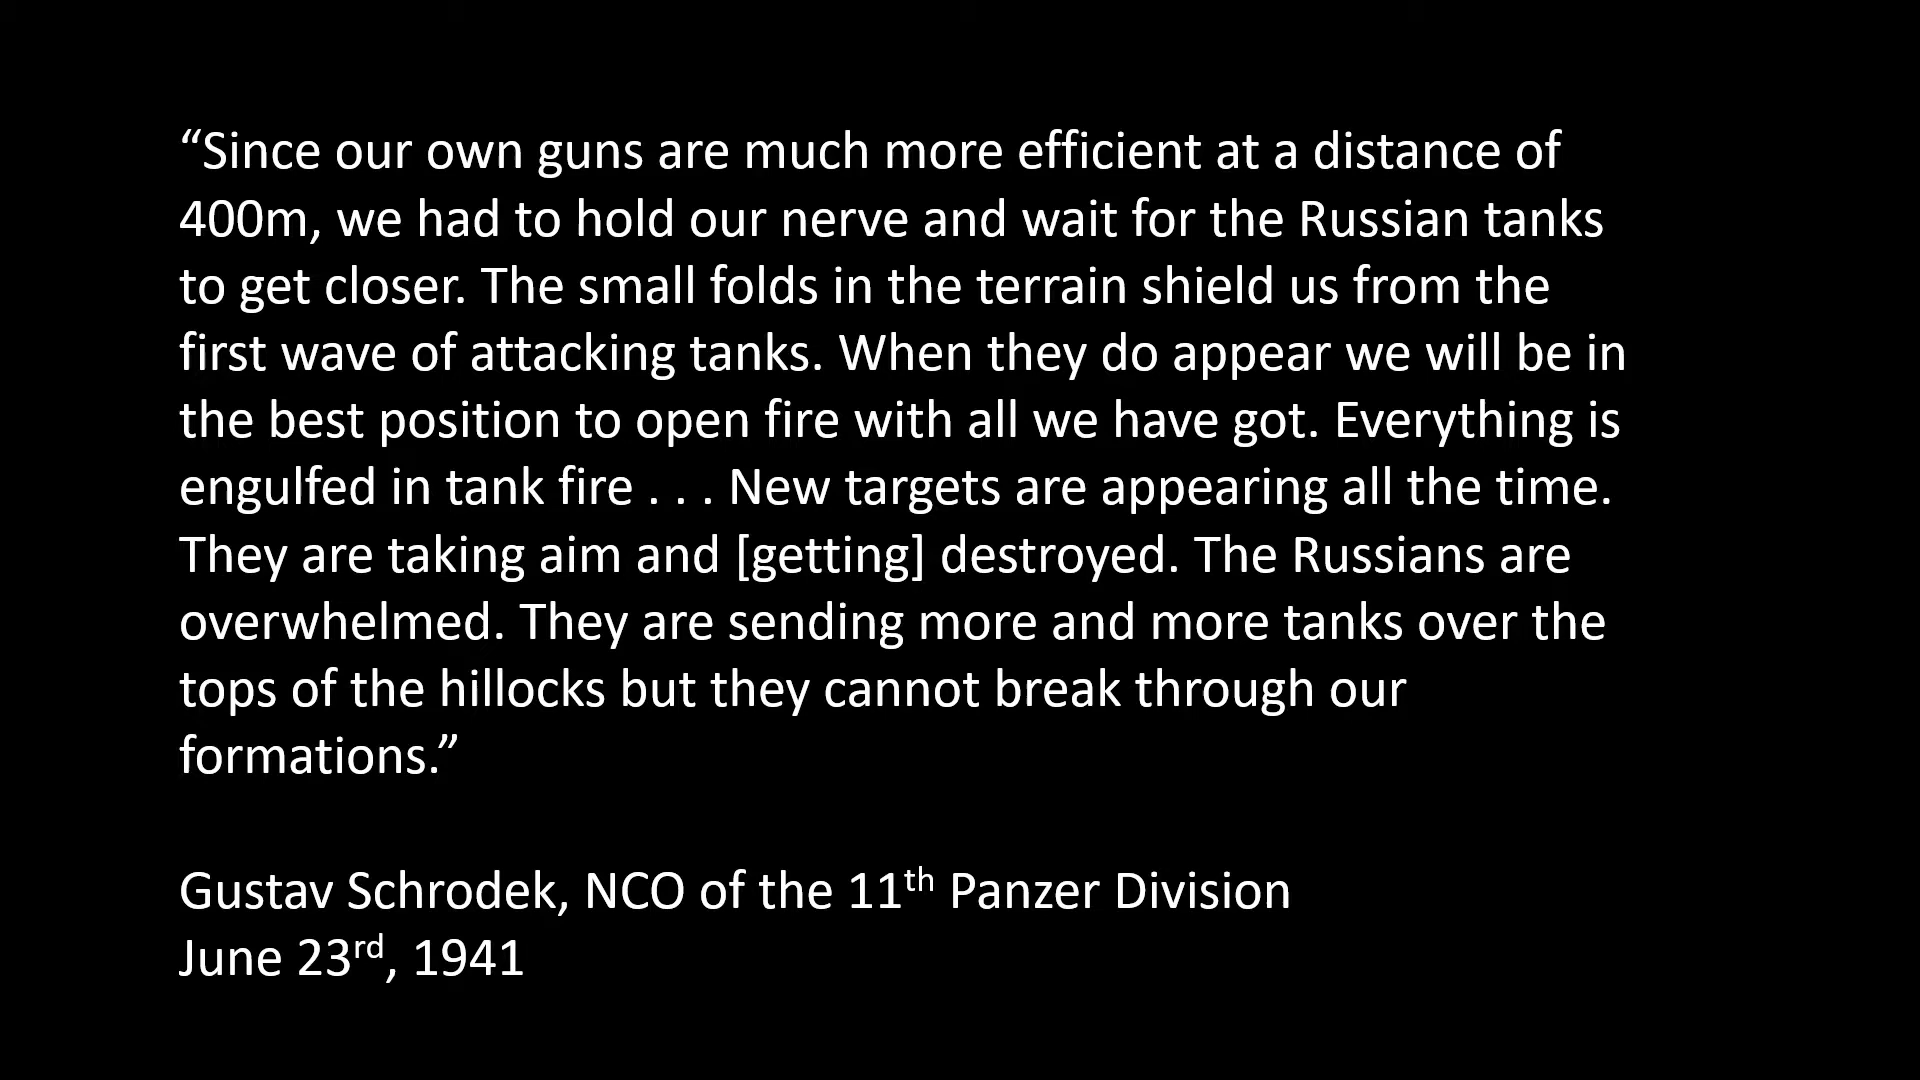 “Since our own guns are much more efficient at a distance of
400m, we had to hold our nerve and wait for the Russian tanks
to get closer. The small folds in the terrain shield us from the
first wave of attacking tanks. When they do appear we will be in
the best position to open fire with all we have got. Everything is
engulfed in tank fire . . . New targets are appearing all the time.
They are taking aim and [getting] destroyed. The Russians are
overwhelmed. They are sending more and more tanks over the
tops of the hillocks but they cannot break through our
formations.”
Gustav Schrodek, NCO of the 11th Panzer Division
June 23rd, 1941